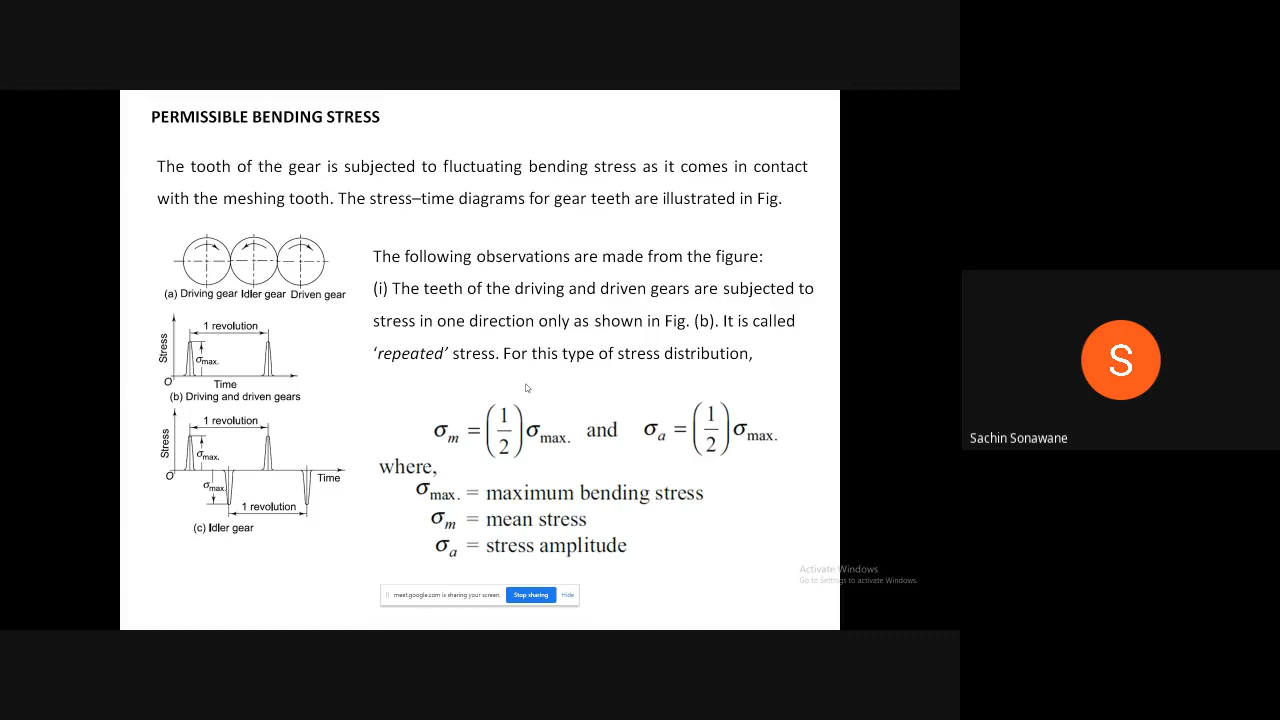 PERMISSIBLE BENDING STRESS
The tooth of the gear is subjected to fluctuating bending stress as it comes in contact
with the meshing tooth. The stress–time diagrams for gear teeth are illustrated in Fig.
(a) Driving gear Idler gear Driven gear
1 revolution
Stress
σmax.
O
Time
(b) Driving and driven gears
1 revolution
Stress
σmax.
O
Time
σmax.
1 revolution
(c) Idler gear
The following observations are made from the figure:
(i) The teeth of the driving and driven gears are subjected to
stress in one direction only as shown in Fig. (b). It is called
‘repeated’ stress. For this type of stress distribution,
σm = (1/2) σmax. and σa = (1/2) σmax.
where,
σmax. = maximum bending stress
σm = mean stress
σa = stress amplitude
meet.google.com is sharing your screen. Stop sharing Hide
Activate Windows
Go to Settings to activate Windows.
S
Sachin Sonawane